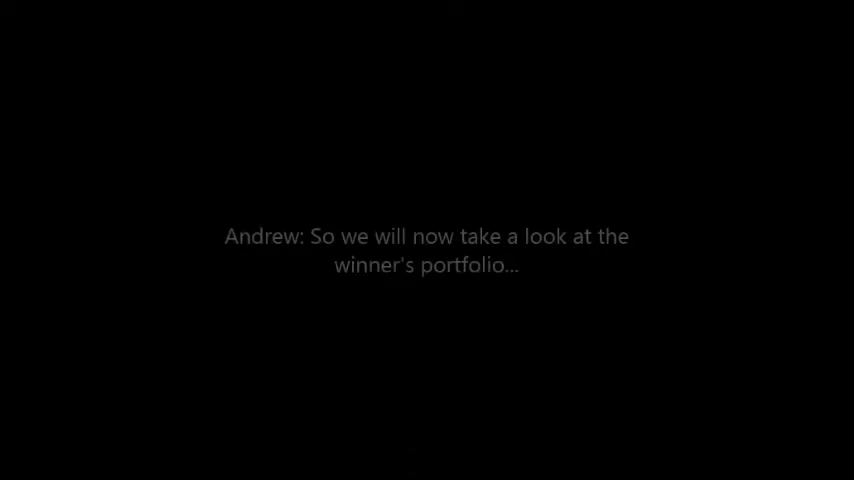 Andrew: So we will now take a look at the
winner's portfolio...